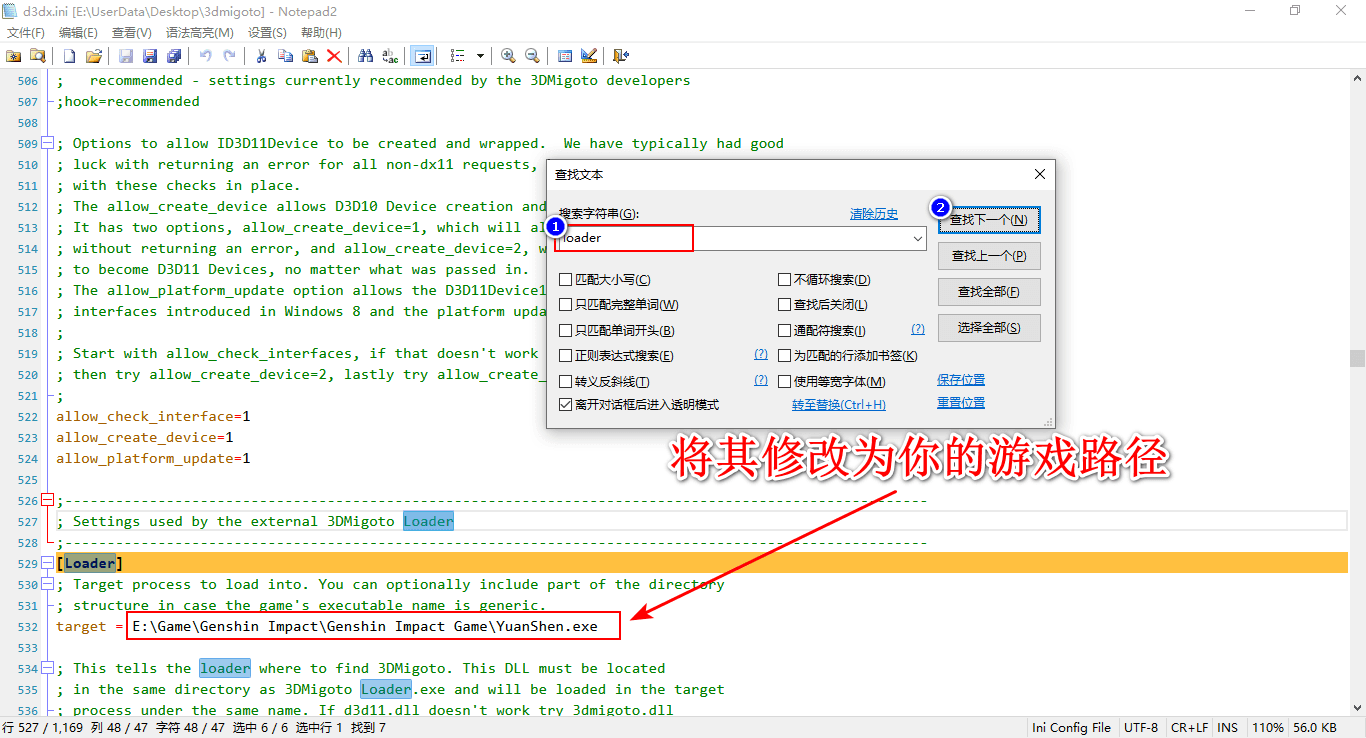 d3dx.ini [E:\UserData\Desktop\3dmigoto] - Notepad2
文件(F) 编辑(E) 查看(V) 语法高亮(M) 设置(S) 帮助(H)
506 ;   recommended - settings currently recommended by the 3DMigoto developers
507 ;hook=recommended
508
509 ; Options to allow ID3D11Device to be created and wrapped.  We have typically had good
510 ; luck with returning an error for all non-dx11 requests,
511 ; with these checks in place.
512 ; The allow_create_device allows D3D10 Device creation and
513 ; It has two options, allow_create_device=1, which will al
514 ; without returning an error, and allow_create_device=2, w
515 ; to become D3D11 Devices, no matter what was passed in.
516 ; The allow_platform_update option allows the D3D11Device1
517 ; interfaces introduced in Windows 8 and the platform upda
518 ;
519 ; Start with allow_check_interfaces, if that doesn't work
520 ; then try allow_create_device=2, lastly try allow_create_
521 ;
522 allow_check_interface=1
523 allow_create_device=1
524 allow_platform_update=1
525
526 ;------------------------------------------------------------------------------------------------------
527 ; Settings used by the external 3DMigoto Loader
528 ;------------------------------------------------------------------------------------------------------
529 [Loader]
530 ; Target process to load into. You can optionally include part of the directory
531 ; structure in case the game's executable name is generic.
532 target = E:\Game\Genshin Impact\Genshin Impact Game\YuanShen.exe
533
534 ; This tells the loader where to find 3DMigoto. This DLL must be located
535 ; in the same directory as 3DMigoto Loader.exe and will be loaded in the target
536 ; process under the same name. If d3d11.dll doesn't work try 3dmigoto.dll
查找文本
搜索字符串(G): 清除历史
1
loader
2
查找下一个(N)
查找上一个(P)
查找全部(F)
选择全部(S)
匹配大小写(C) 不循环搜索(D)
只匹配完整单词(W) 查找后关闭(L)
只匹配单词开头(B) 通配符搜索(I) (?)
正则表达式搜索(E) (?) 为匹配的行添加书签(K)
转义反斜线(T) (?) 使用等宽字体(M) 保存位置
离开对话框后进入透明模式 转至替换(Ctrl+H) 重置位置
将其修改为你的游戏路径
行 527 / 1,169 列 48 / 47 字符 48 / 47 选中 6 / 6 选中行 1 找到 7 Ini Config File UTF-8 CR+LF INS 110% 56.0 KB